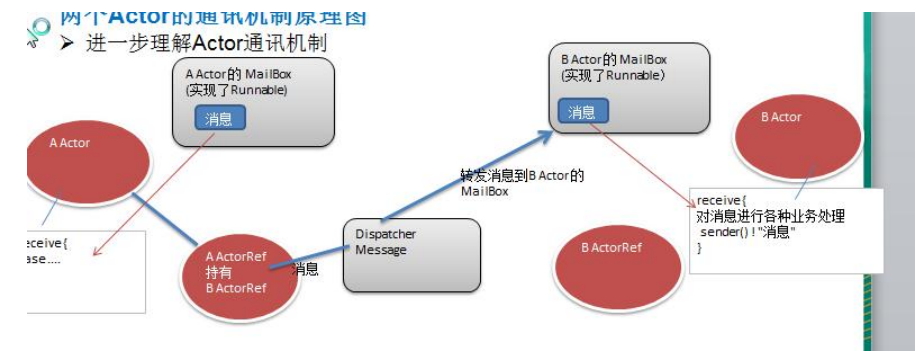 两个Actor的通讯机制原理图
➢ 进一步理解Actor通讯机制
A Actor的 MailBox
(实现了Runnable)
消息
B Actor的 MailBox
(实现了Runnable）
消息
A Actor
B Actor
转发消息到B Actor的
MailBox
receive{
对消息进行各种业务处理
sender() ! "消息"
}
eceive{
ase....
A ActorRef
持有
B ActorRef
消息
Dispatcher
Message
B ActorRef